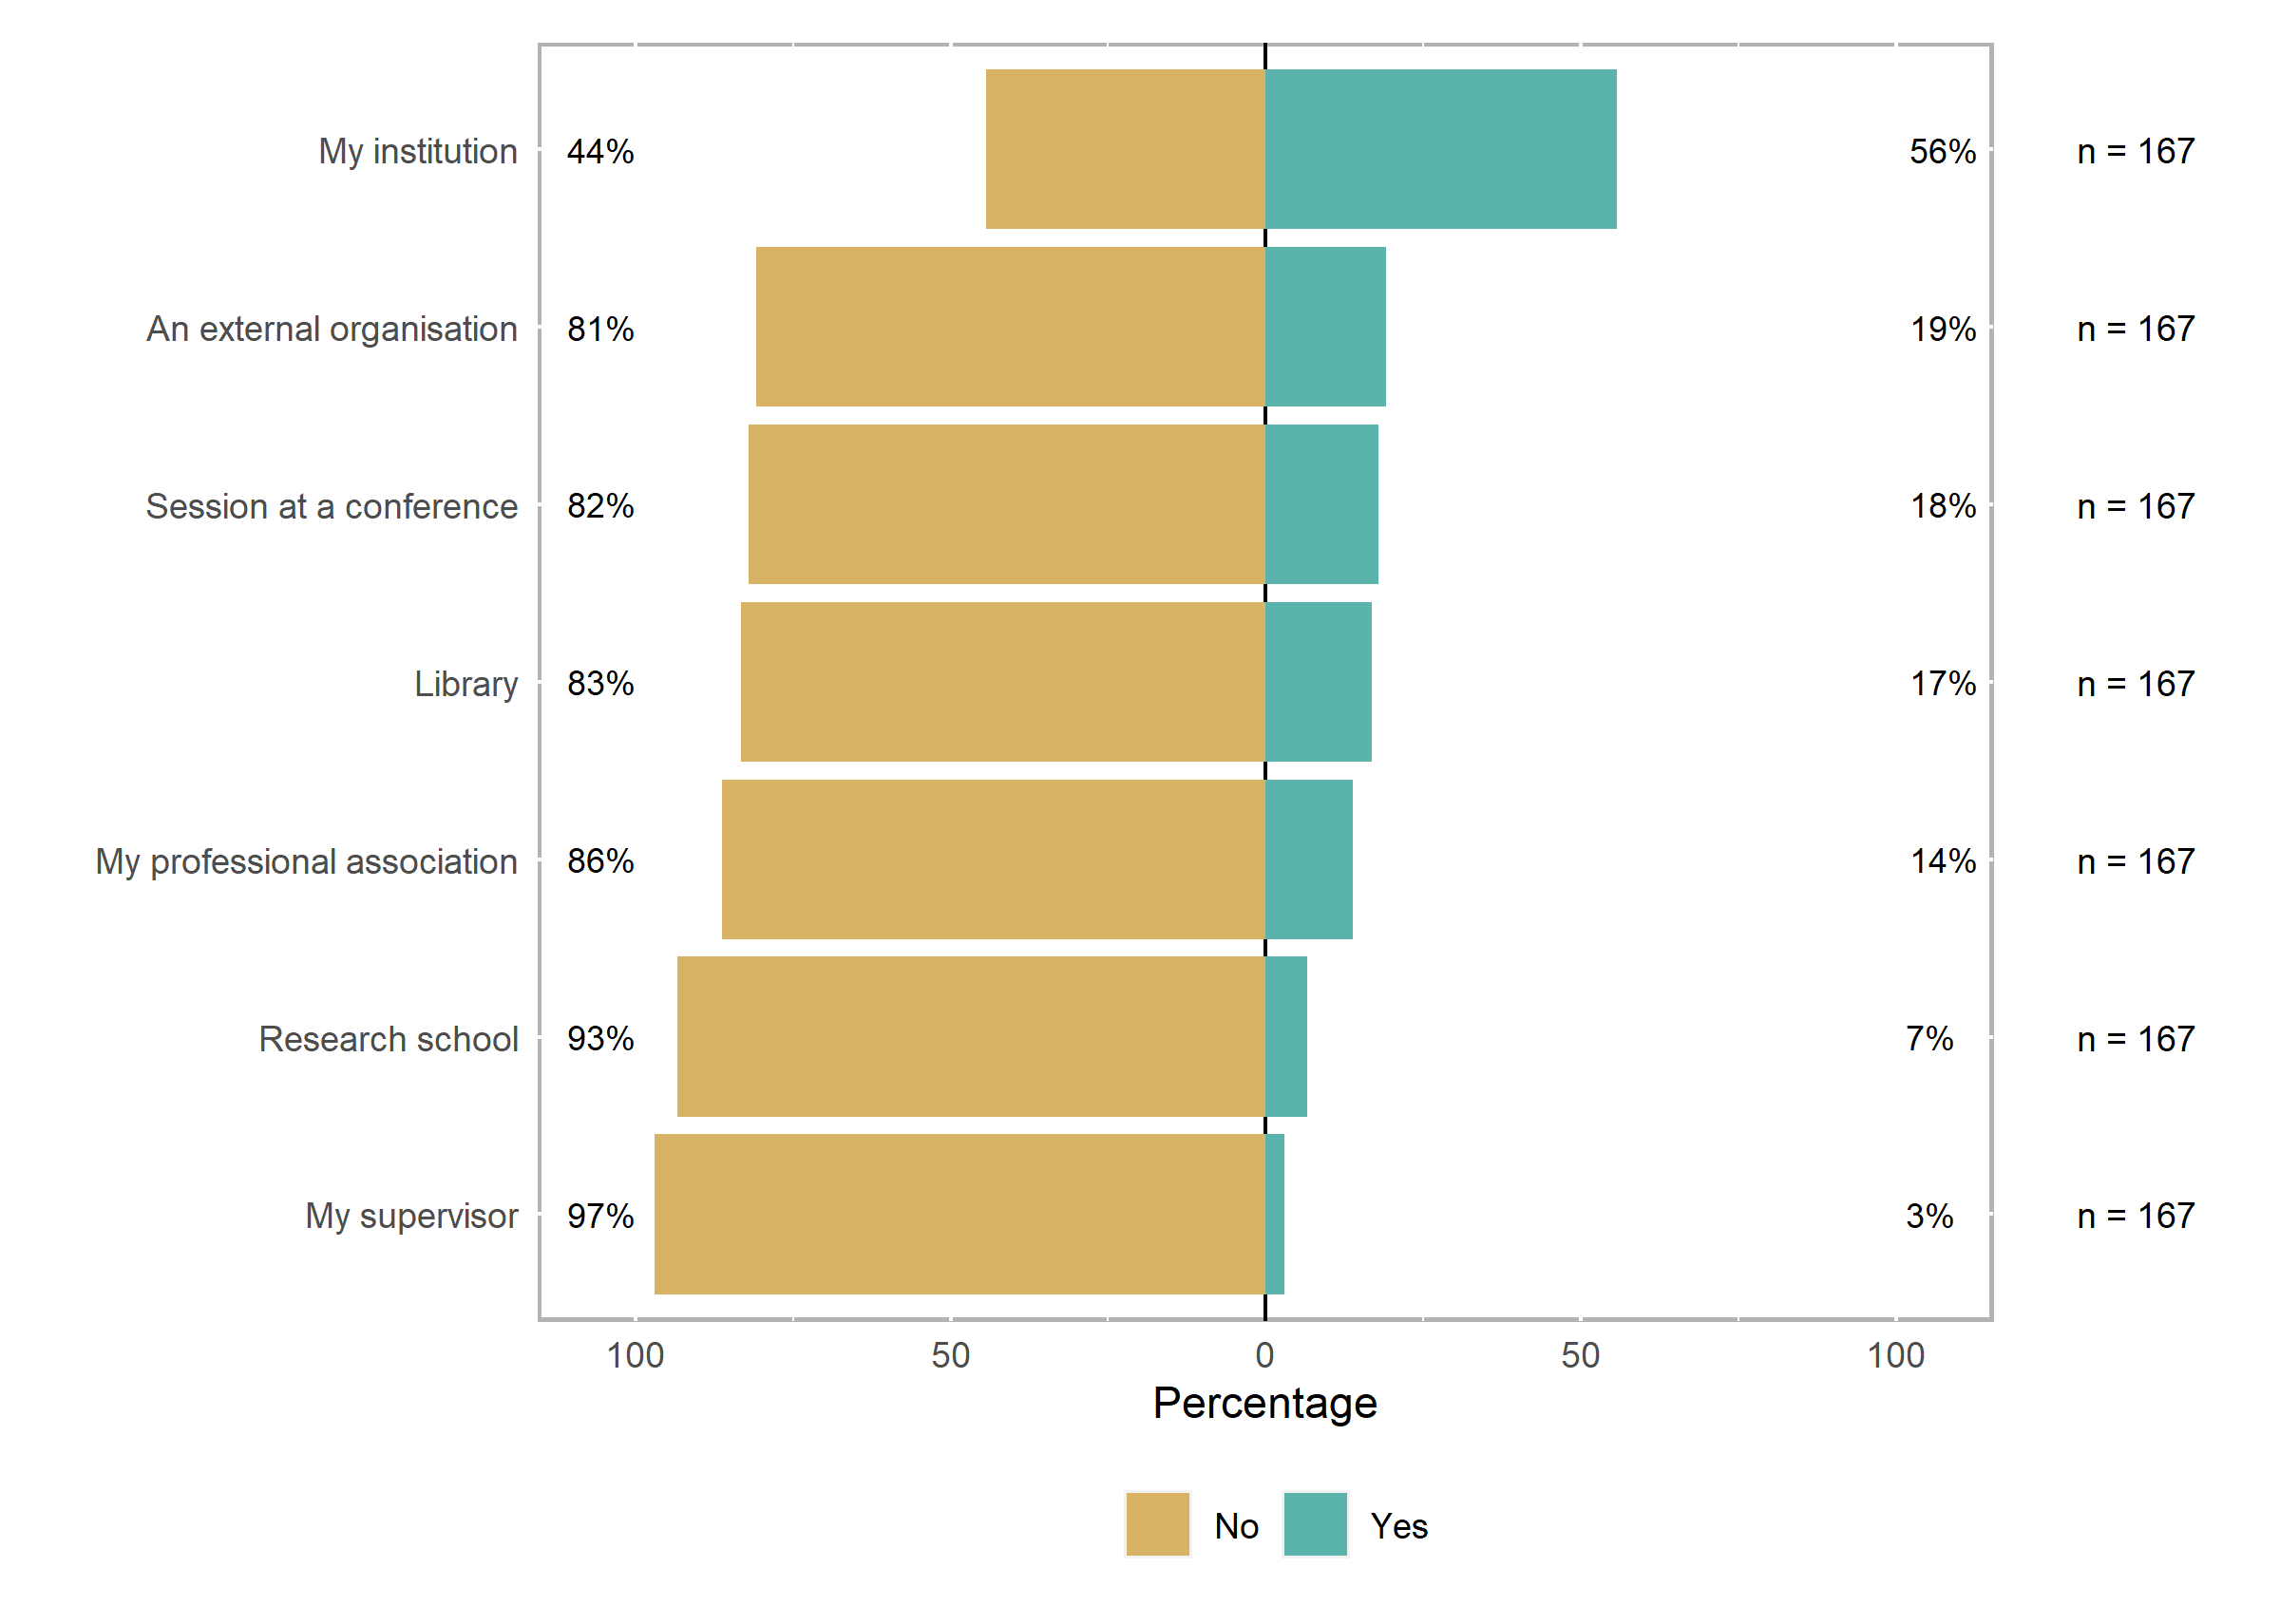 My institution 44% 56% n = 167
An external organisation 81% 19% n = 167
Session at a conference 82% 18% n = 167
Library 83% 17% n = 167
My professional association 86% 14% n = 167
Research school 93% 7% n = 167
My supervisor 97% 3% n = 167
100 50 0 50 100
Percentage
No Yes